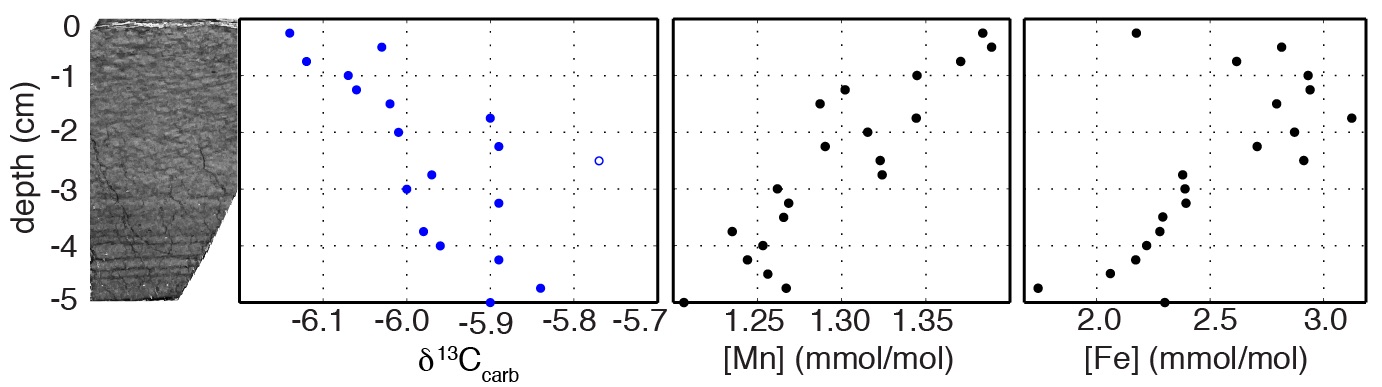 depth (cm)
0
-1
-2
-3
-4
-5
-6.1 -6.0 -5.9 -5.8 -5.7
δ¹³C_carb
1.25 1.30 1.35
[Mn] (mmol/mol)
2.0 2.5 3.0
[Fe] (mmol/mol)